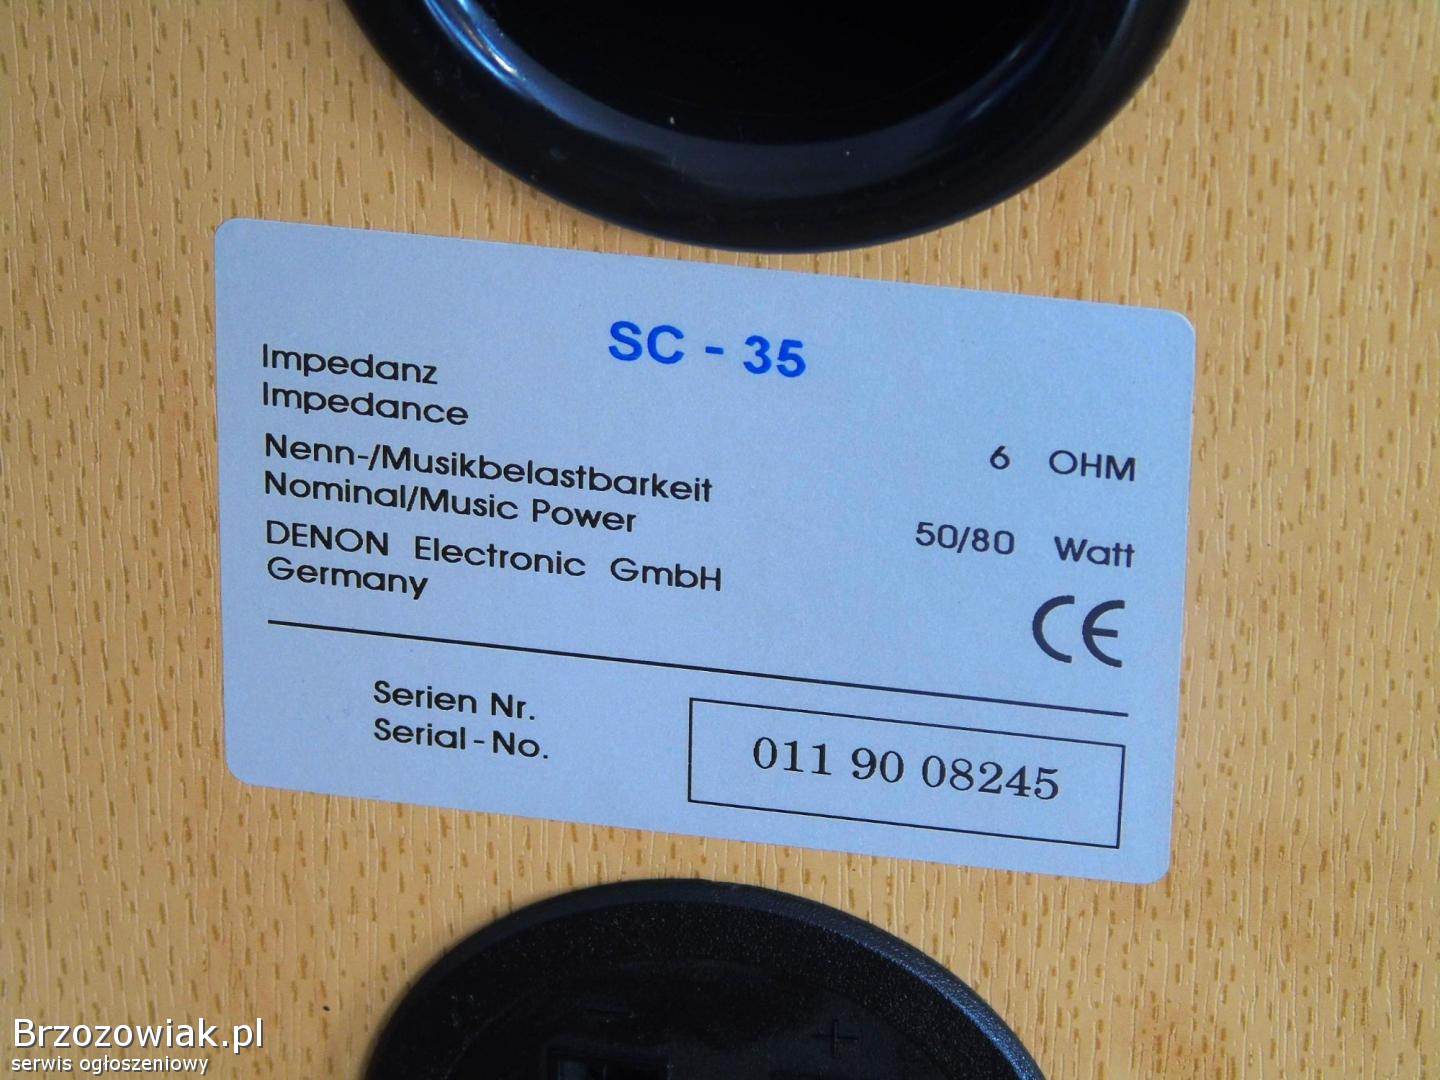 SC - 35
Impedanz
Impedance
6 OHM
Nenn-/Musikbelastbarkeit
Nominal/Music Power
50/80 Watt
DENON Electronic GmbH
Germany
CE
Serien Nr.
Serial-No.
011 90 08245
- +
Brzozowiak.pl
serwis ogłoszeniowy